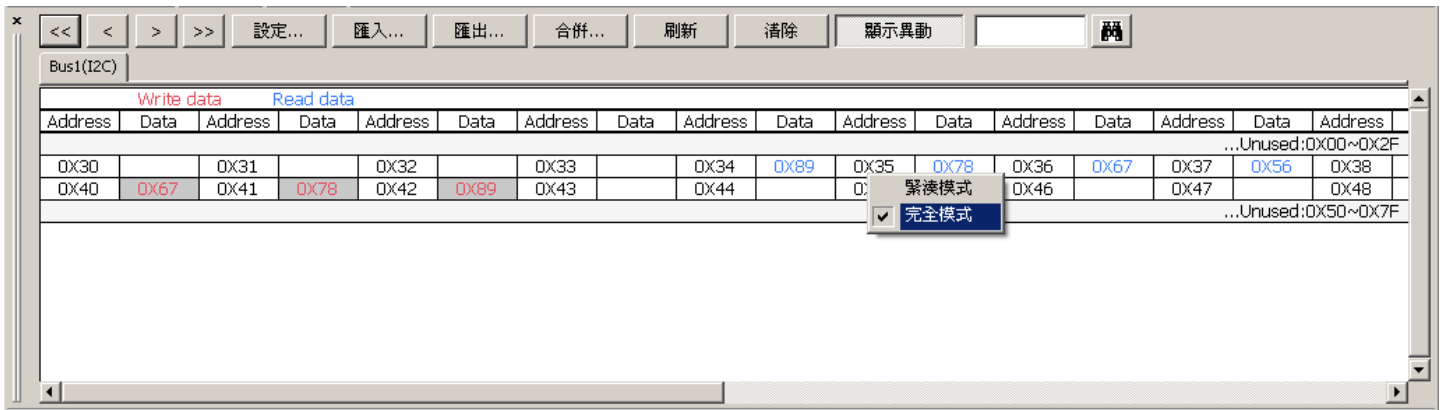 << < > >> 設定... 匯入... 匯出... 合併... 刷新 清除 顯示異動
Bus1(I2C)
Write data Read data
Address Data Address Data Address Data Address Data Address Data Address Data Address Data Address Data Address
...Unused:0X00~0X2F
0X30 0X31 0X32 0X33 0X34 0X89 0X35 0X78 0X36 0X67 0X37 0X56 0X38
0X40 0X67 0X41 0X78 0X42 0X89 0X43 0X44 0X46 0X47 0X48
緊湊模式
完全模式
...Unused:0X50~0X7F